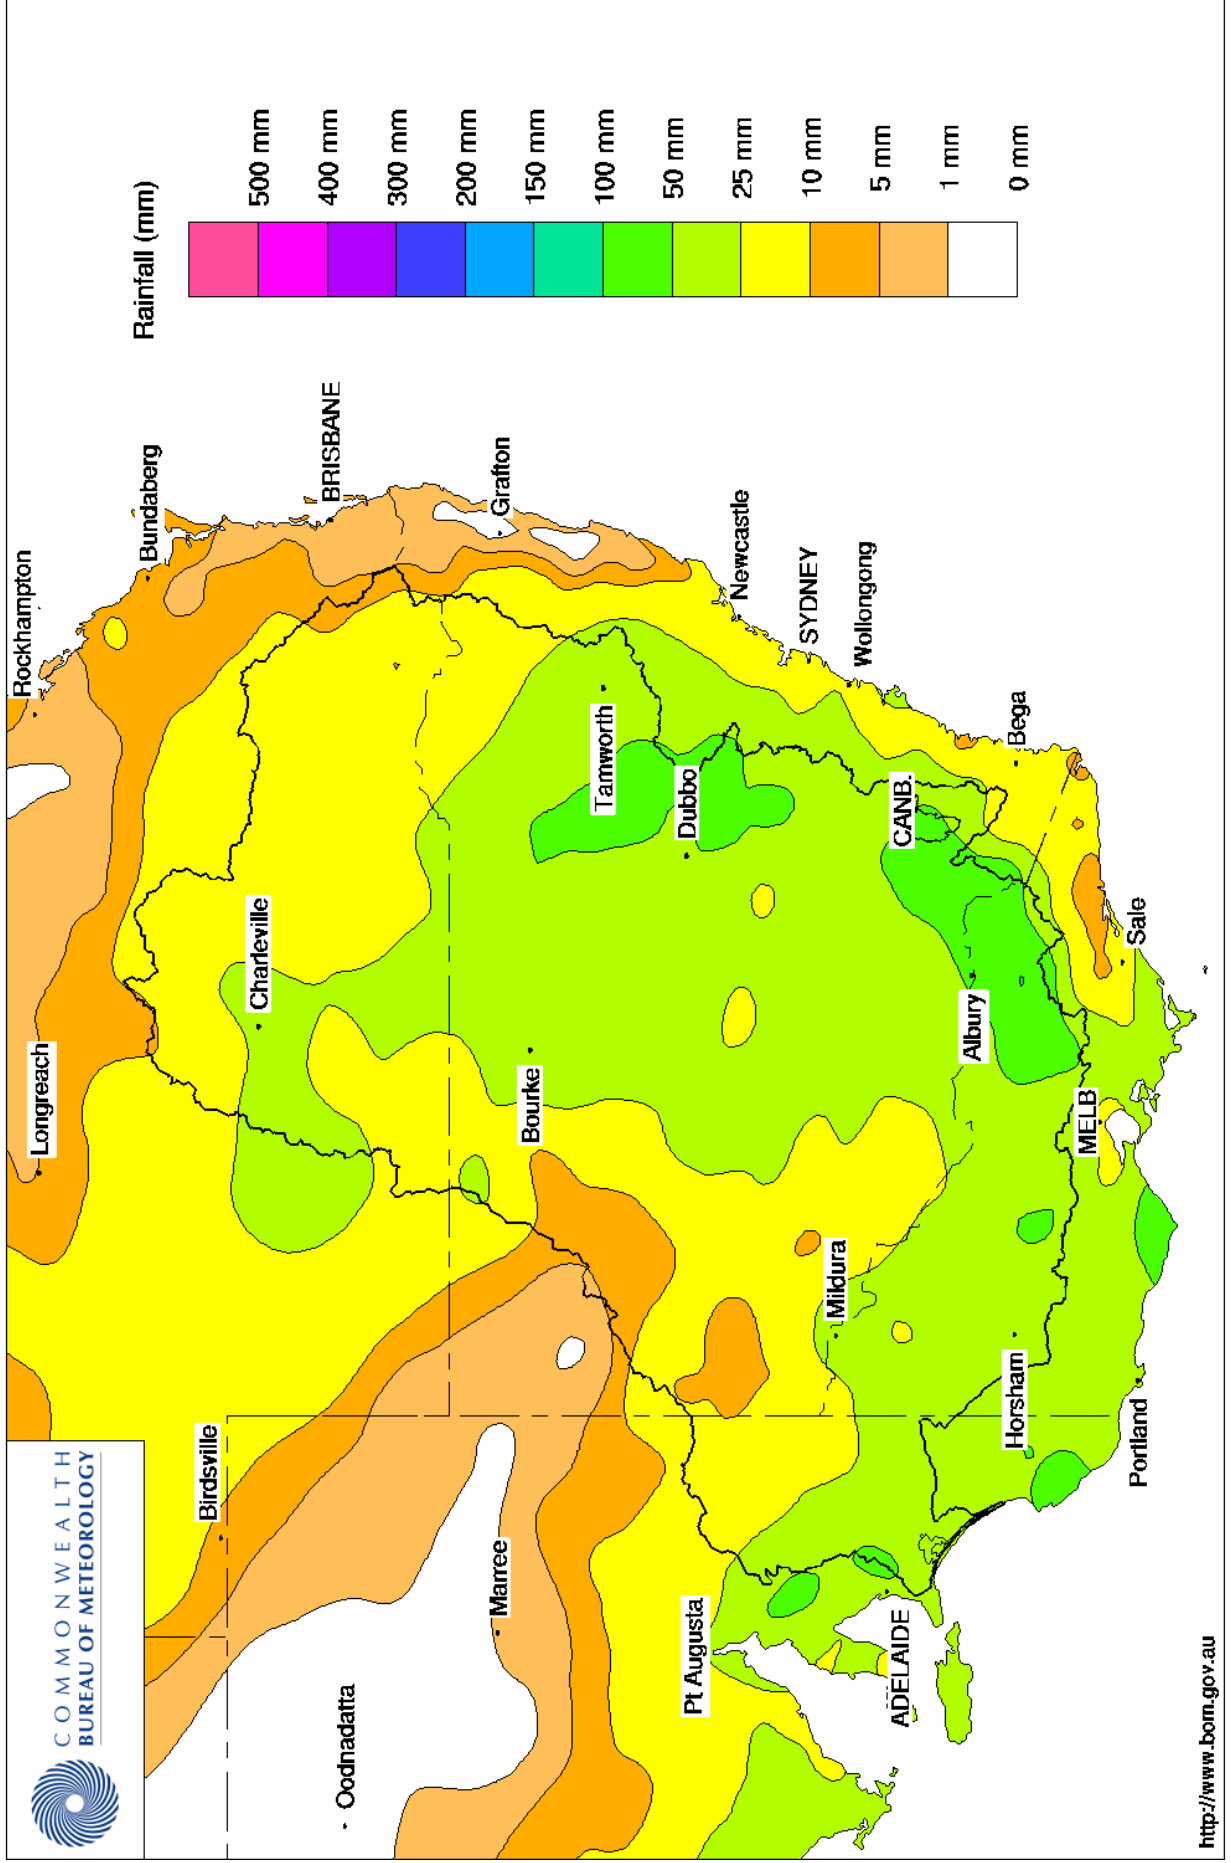 COMMONWEALTH
BUREAU OF METEOROLOGY
Rockhampton
Longreach
Bundaberg
Birdsville
Charleville
BRISBANE
Oodnadatta
Marree
Bourke
Grafton
Tamworth
Pt Augusta
Dubbo
Newcastle
Mildura
SYDNEY
Wollongong
ADELAIDE
CANB.
Albury
Horsham
Bega
MELB
Portland
Sale
Rainfall (mm)
500 mm
400 mm
300 mm
200 mm
150 mm
100 mm
50 mm
25 mm
10 mm
5 mm
1 mm
0 mm
http://www.bom.gov.au